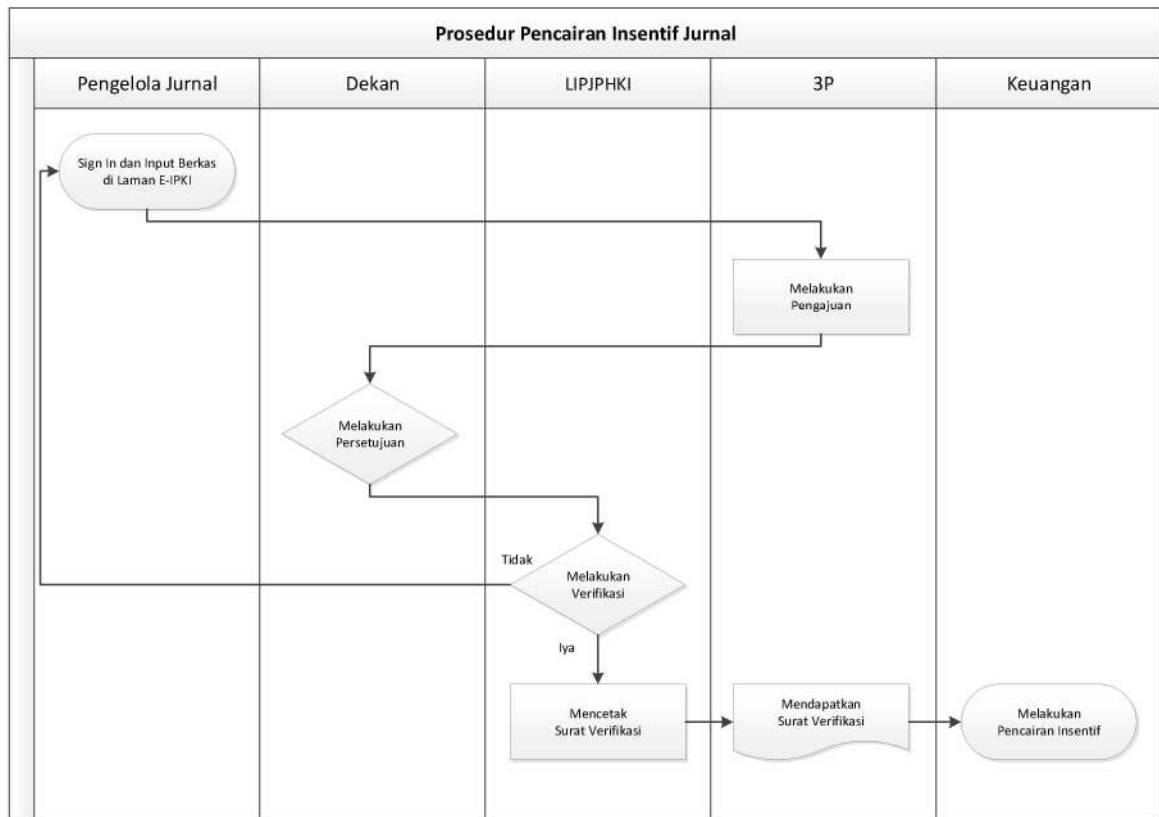 Prosedur Pencairan Insentif Jurnal
Pengelola Jurnal
Dekan
LIPJPHKI
3P
Keuangan
Sign In dan Input Berkas
di Laman E-IPKI
Melakukan
Pengajuan
Melakukan
Persetujuan
Tidak
Melakukan
Verifikasi
Iya
Mencetak
Surat Verifikasi
Mendapatkan
Surat Verifikasi
Melakukan
Pencairan Insentif